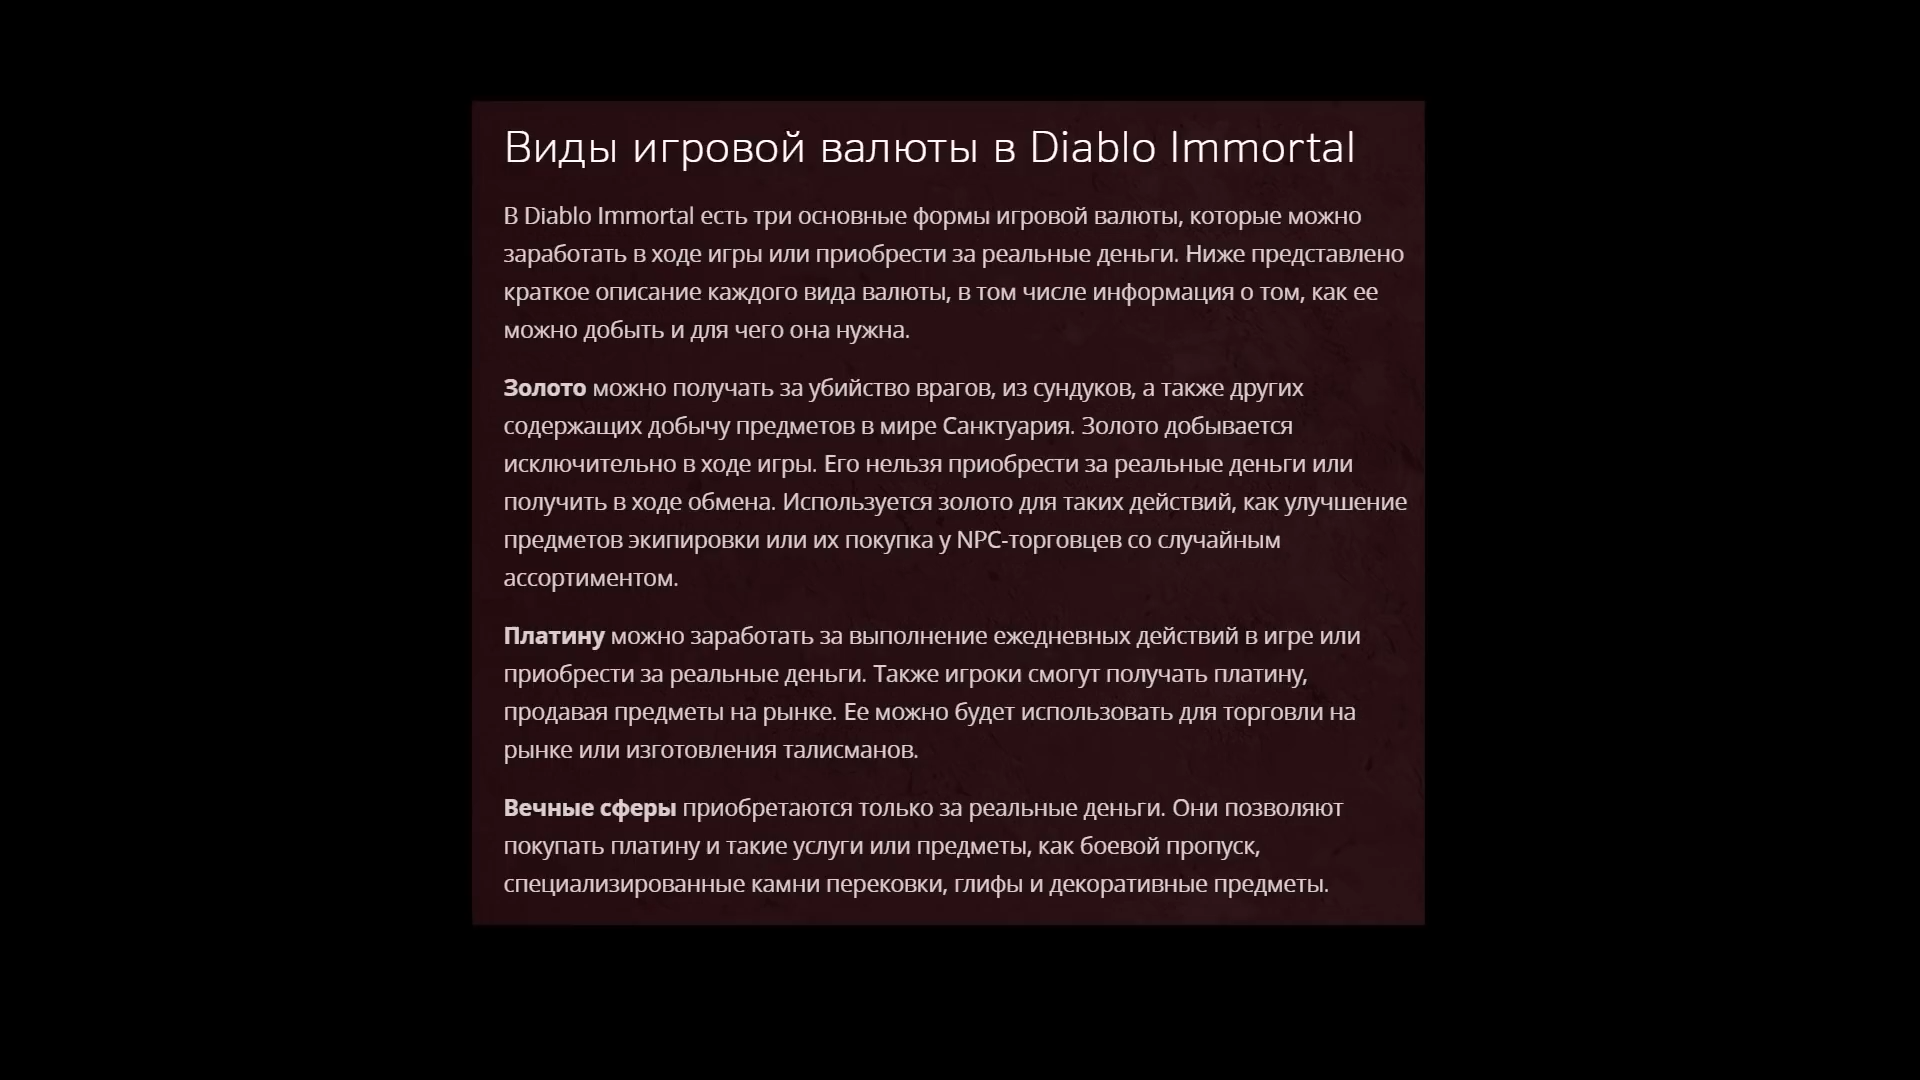 Виды игровой валюты в Diablo Immortal
В Diablo Immortal есть три основные формы игровой валюты, которые можно
заработать в ходе игры или приобрести за реальные деньги. Ниже представлено
краткое описание каждого вида валюты, в том числе информация о том, как ее
можно добыть и для чего она нужна.
Золото можно получать за убийство врагов, из сундуков, а также других
содержащих добычу предметов в мире Санктуария. Золото добывается
исключительно в ходе игры. Его нельзя приобрести за реальные деньги или
получить в ходе обмена. Используется золото для таких действий, как улучшение
предметов экипировки или их покупка у NPC-торговцев со случайным
ассортиментом.
Платину можно заработать за выполнение ежедневных действий в игре или
приобрести за реальные деньги. Также игроки смогут получать платину,
продавая предметы на рынке. Ее можно будет использовать для торговли на
рынке или изготовления талисманов.
Вечные сферы приобретаются только за реальные деньги. Они позволяют
покупать платину и такие услуги или предметы, как боевой пропуск,
специализированные камни перековки, глифы и декоративные предметы.